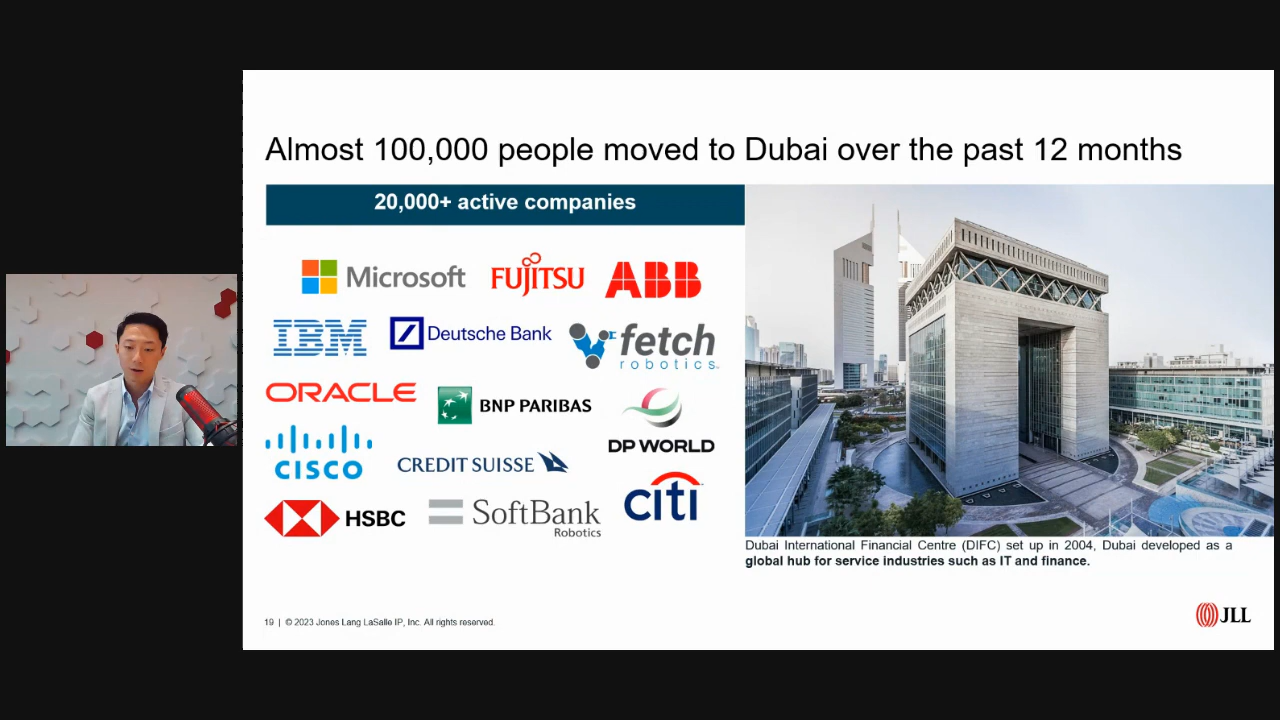 Almost 100,000 people moved to Dubai over the past 12 months
20,000+ active companies
Microsoft
FUJITSU
ABB
IBM
Deutsche Bank
fetch
robotics
ORACLE
BNP PARIBAS
DP WORLD
CISCO
CREDIT SUISSE
HSBC
SoftBank
Robotics
citi
Dubai International Financial Centre (DIFC) set up in 2004, Dubai developed as a
global hub for service industries such as IT and finance.
19 | © 2023 Jones Lang LaSalle IP, Inc. All rights reserved.
JLL